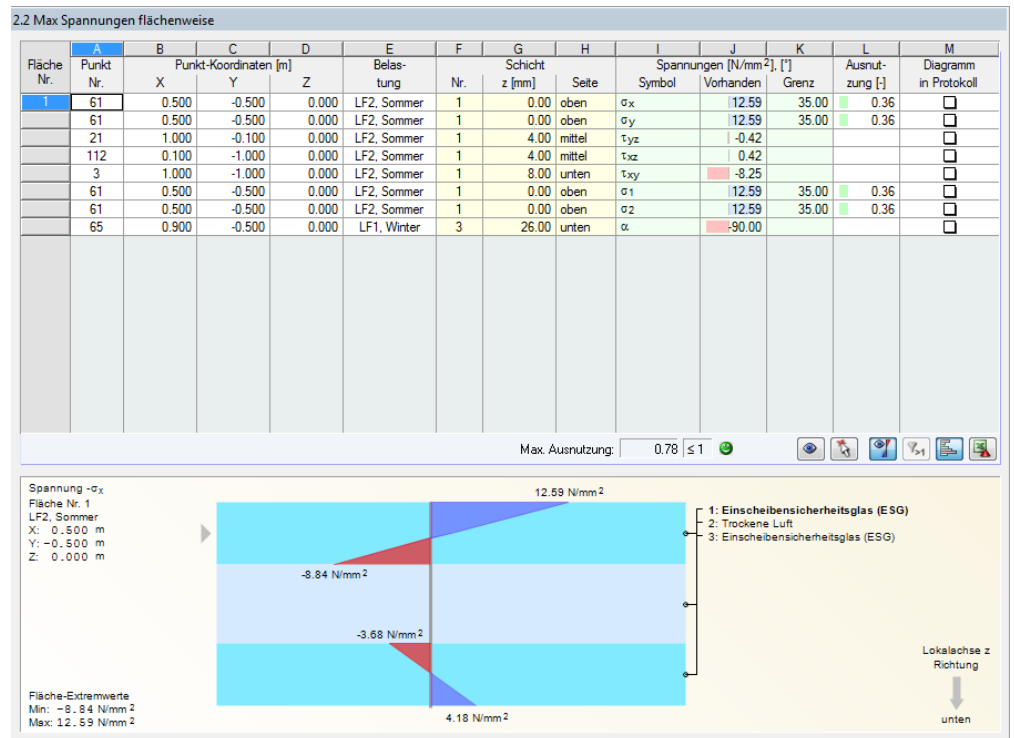 2.2 Max Spannungen flächenweise
A B C D E F G H I J K L M
Fläche Punkt Punkt-Koordinaten [m] Belas- Schicht Spannungen [N/mm²], [°] Ausnut- Diagramm
Nr. Nr. X Y Z tung Nr. z [mm] Seite Symbol Vorhanden Grenz zung [-] in Protokoll
1 61 0.500 -0.500 0.000 LF2, Sommer 1 0.00 oben σx 12.59 35.00 0.36
61 0.500 -0.500 0.000 LF2, Sommer 1 0.00 oben σy 12.59 35.00 0.36
21 1.000 -0.100 0.000 LF2, Sommer 1 4.00 mittel τyz -0.42
112 0.100 -1.000 0.000 LF2, Sommer 1 4.00 mittel τxz 0.42
3 1.000 -1.000 0.000 LF2, Sommer 1 8.00 unten τxy -8.25
61 0.500 -0.500 0.000 LF2, Sommer 1 0.00 oben σ1 12.59 35.00 0.36
61 0.500 -0.500 0.000 LF2, Sommer 1 0.00 oben σ2 12.59 35.00 0.36
65 0.900 -0.500 0.000 LF1, Winter 3 26.00 unten α -90.00
Max. Ausnutzung: 0.78 ≤ 1
>1
Spannung -σx
Fläche Nr. 1
LF2, Sommer
X: 0.500 m
Y: -0.500 m
Z: 0.000 m
12.59 N/mm²
-8.84 N/mm²
-3.68 N/mm²
4.18 N/mm²
1: Einscheibensicherheitsglas (ESG)
2: Trockene Luft
3: Einscheibensicherheitsglas (ESG)
Lokalachse z
Richtung
unten
Fläche-Extremwerte
Min: -8.84 N/mm²
Max: 12.59 N/mm²